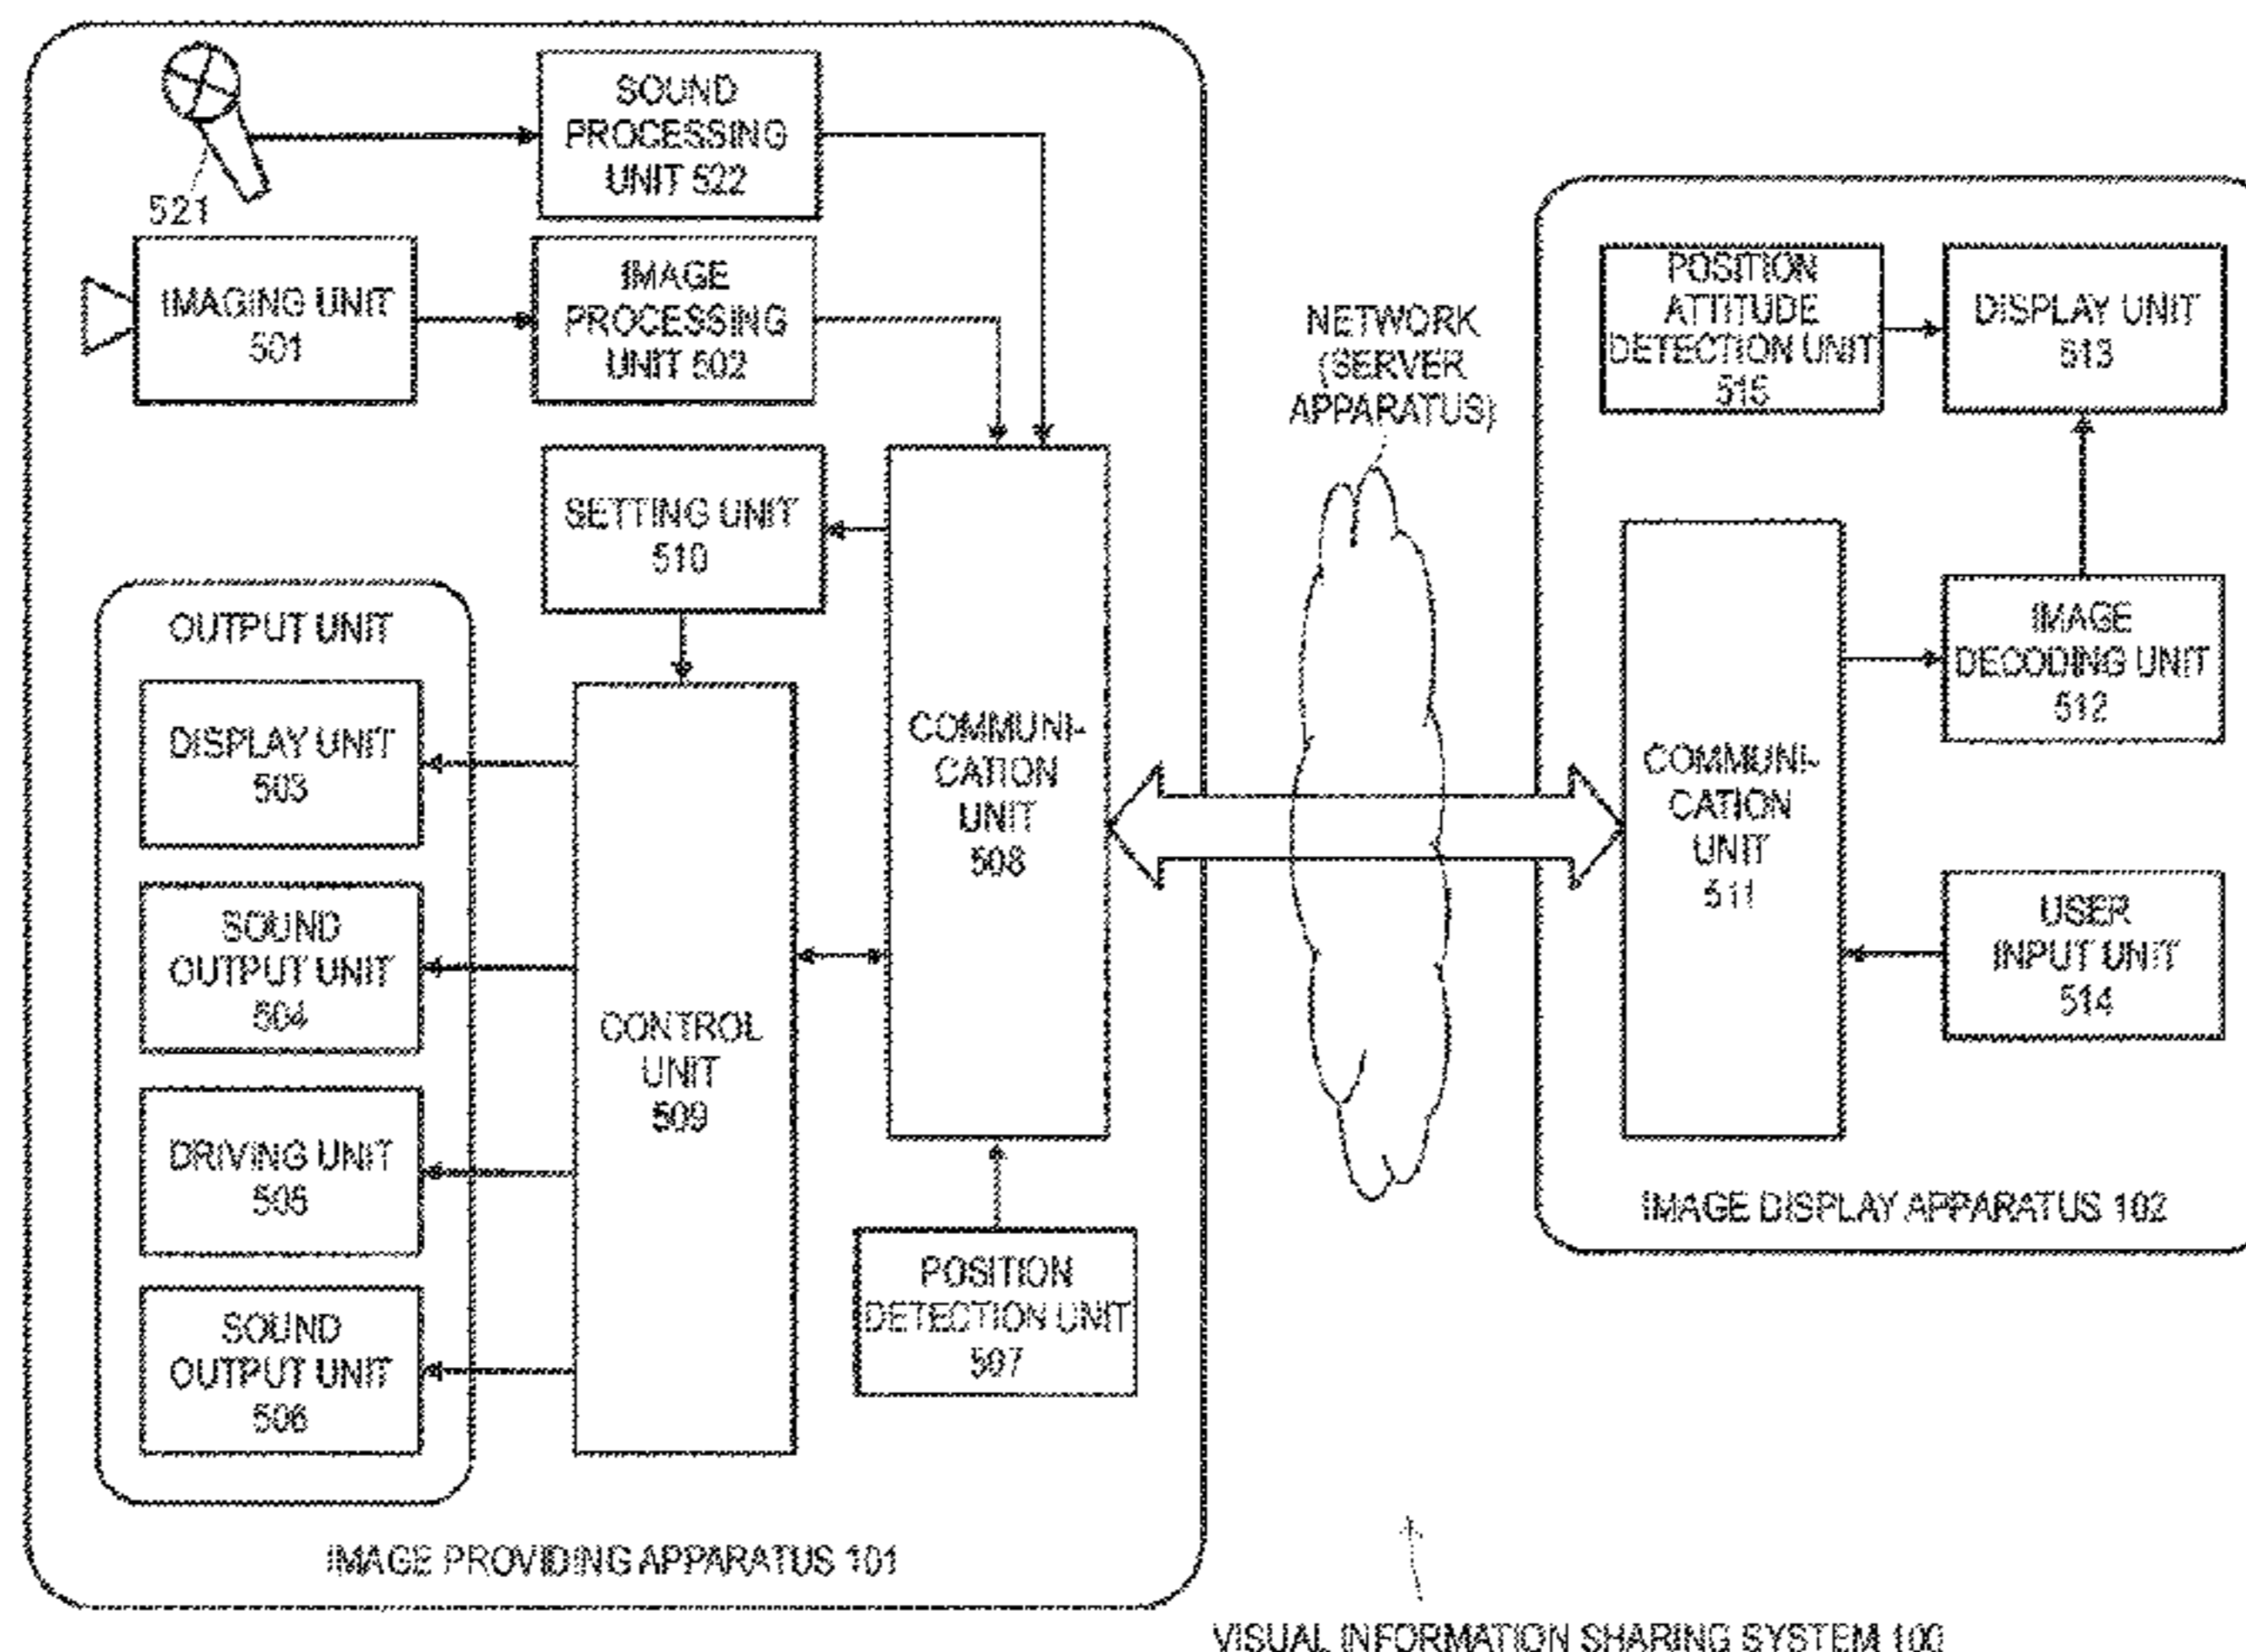 SOUND
PROCESSING
UNIT 522
521
IMAGING UNIT
501
IMAGE
PROCESSING
UNIT 502
SETTING UNIT
510
OUTPUT UNIT
DISPLAY UNIT
503
SOUND
OUTPUT UNIT
504
DRIVING UNIT
505
SOUND
OUTPUT UNIT
506
CONTROL
UNIT
509
COMMUNI-
CATION
UNIT
508
POSITION
DETECTION UNIT
507
IMAGE PROVIDING APPARATUS 101
NETWORK
(SERVER
APPARATUS)
POSITION
ATTITUDE
DETECTION UNIT
515
DISPLAY UNIT
513
IMAGE
DECODING UNIT
512
COMMUNI-
CATION
UNIT
511
USER
INPUT UNIT
514
IMAGE DISPLAY APPARATUS 102
VISUAL INFORMATION SHARING SYSTEM 100